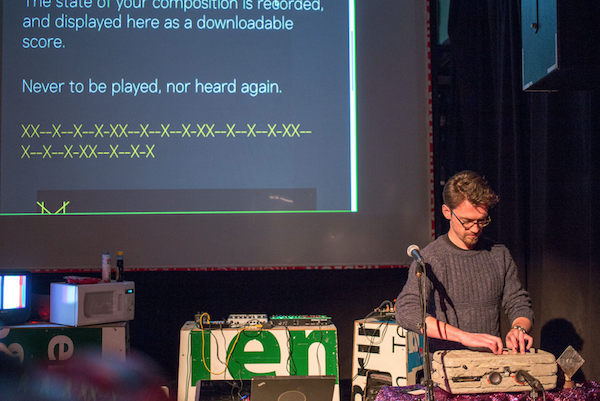 The state of your composition is recorded,
and displayed here as a downloadable
score.
Never to be played, nor heard again.
XX--X--X--X-XX--X--X--X-XX--X--X--X-XX--
X--X--X-XX--X--X-X
en